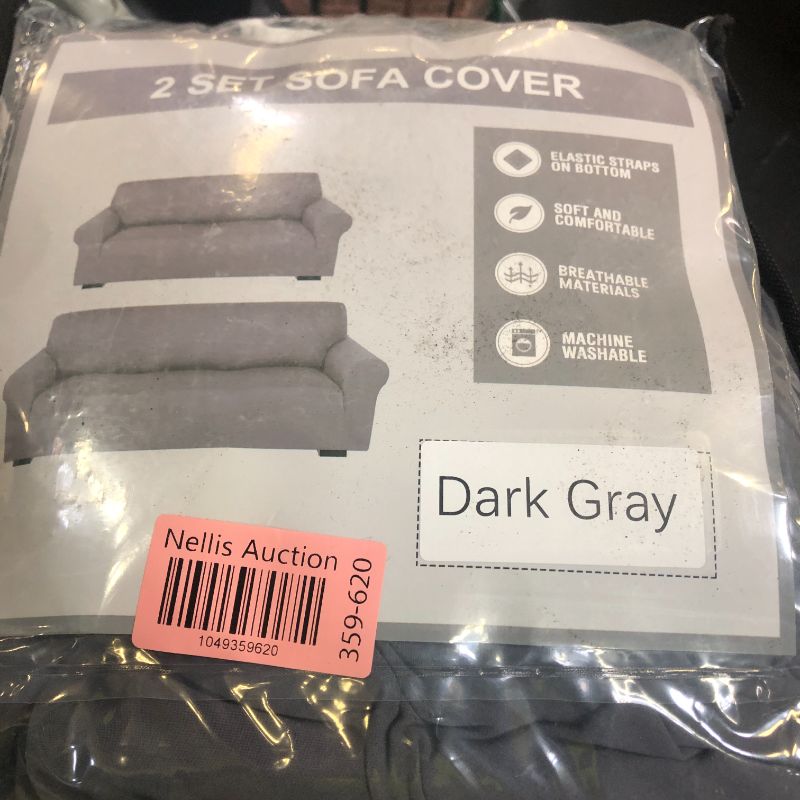 2 SET SOFA COVER
ELASTIC STRAPS
ON BOTTOM
SOFT AND
COMFORTABLE
BREATHABLE
MATERIALS
MACHINE
WASHABLE
Dark Gray
Nellis Auction
359-620
1049359620